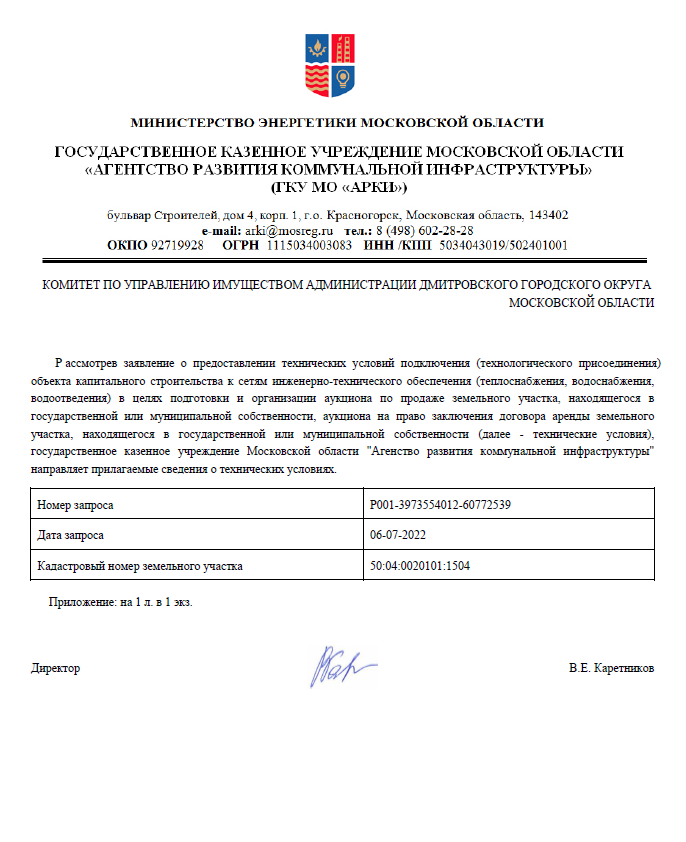 МИНИСТЕРСТВО ЭНЕРГЕТИКИ МОСКОВСКОЙ ОБЛАСТИ
ГОСУДАРСТВЕННОЕ КАЗЕННОЕ УЧРЕЖДЕНИЕ МОСКОВСКОЙ ОБЛАСТИ
«АГЕНТСТВО РАЗВИТИЯ КОММУНАЛЬНОЙ ИНФРАСТРУКТУРЫ»
(ГКУ МО «АРКИ»)
бульвар Строителей, дом 4, корп. 1, г.о. Красногорск, Московская область, 143402
e-mail: arki@mosreg.ru тел.: 8 (498) 602-28-28
ОКПО 92719928 ОГРН 1115034003083 ИНН /КПП 5034043019/502401001
КОМИТЕТ ПО УПРАВЛЕНИЮ ИМУЩЕСТВОМ АДМИНИСТРАЦИИ ДМИТРОВСКОГО ГОРОДСКОГО ОКРУГА
МОСКОВСКОЙ ОБЛАСТИ
Рассмотрев заявление о предоставлении технических условий подключения (технологического присоединения)
объекта капитального строительства к сетям инженерно-технического обеспечения (теплоснабжения, водоснабжения,
водоотведения) в целях подготовки и организации аукциона по продаже земельного участка, находящегося в
государственной или муниципальной собственности, аукциона на право заключения договора аренды земельного
участка, находящегося в государственной или муниципальной собственности (далее - технические условия),
государственное казенное учреждение Московской области "Агенство развития коммунальной инфраструктуры"
направляет прилагаемые сведения о технических условиях.
Номер запроса P001-3973554012-60772539
Дата запроса 06-07-2022
Кадастровый номер земельного участка 50:04:0020101:1504
Приложение: на 1 л. в 1 экз.
Директор В.Е. Каретников